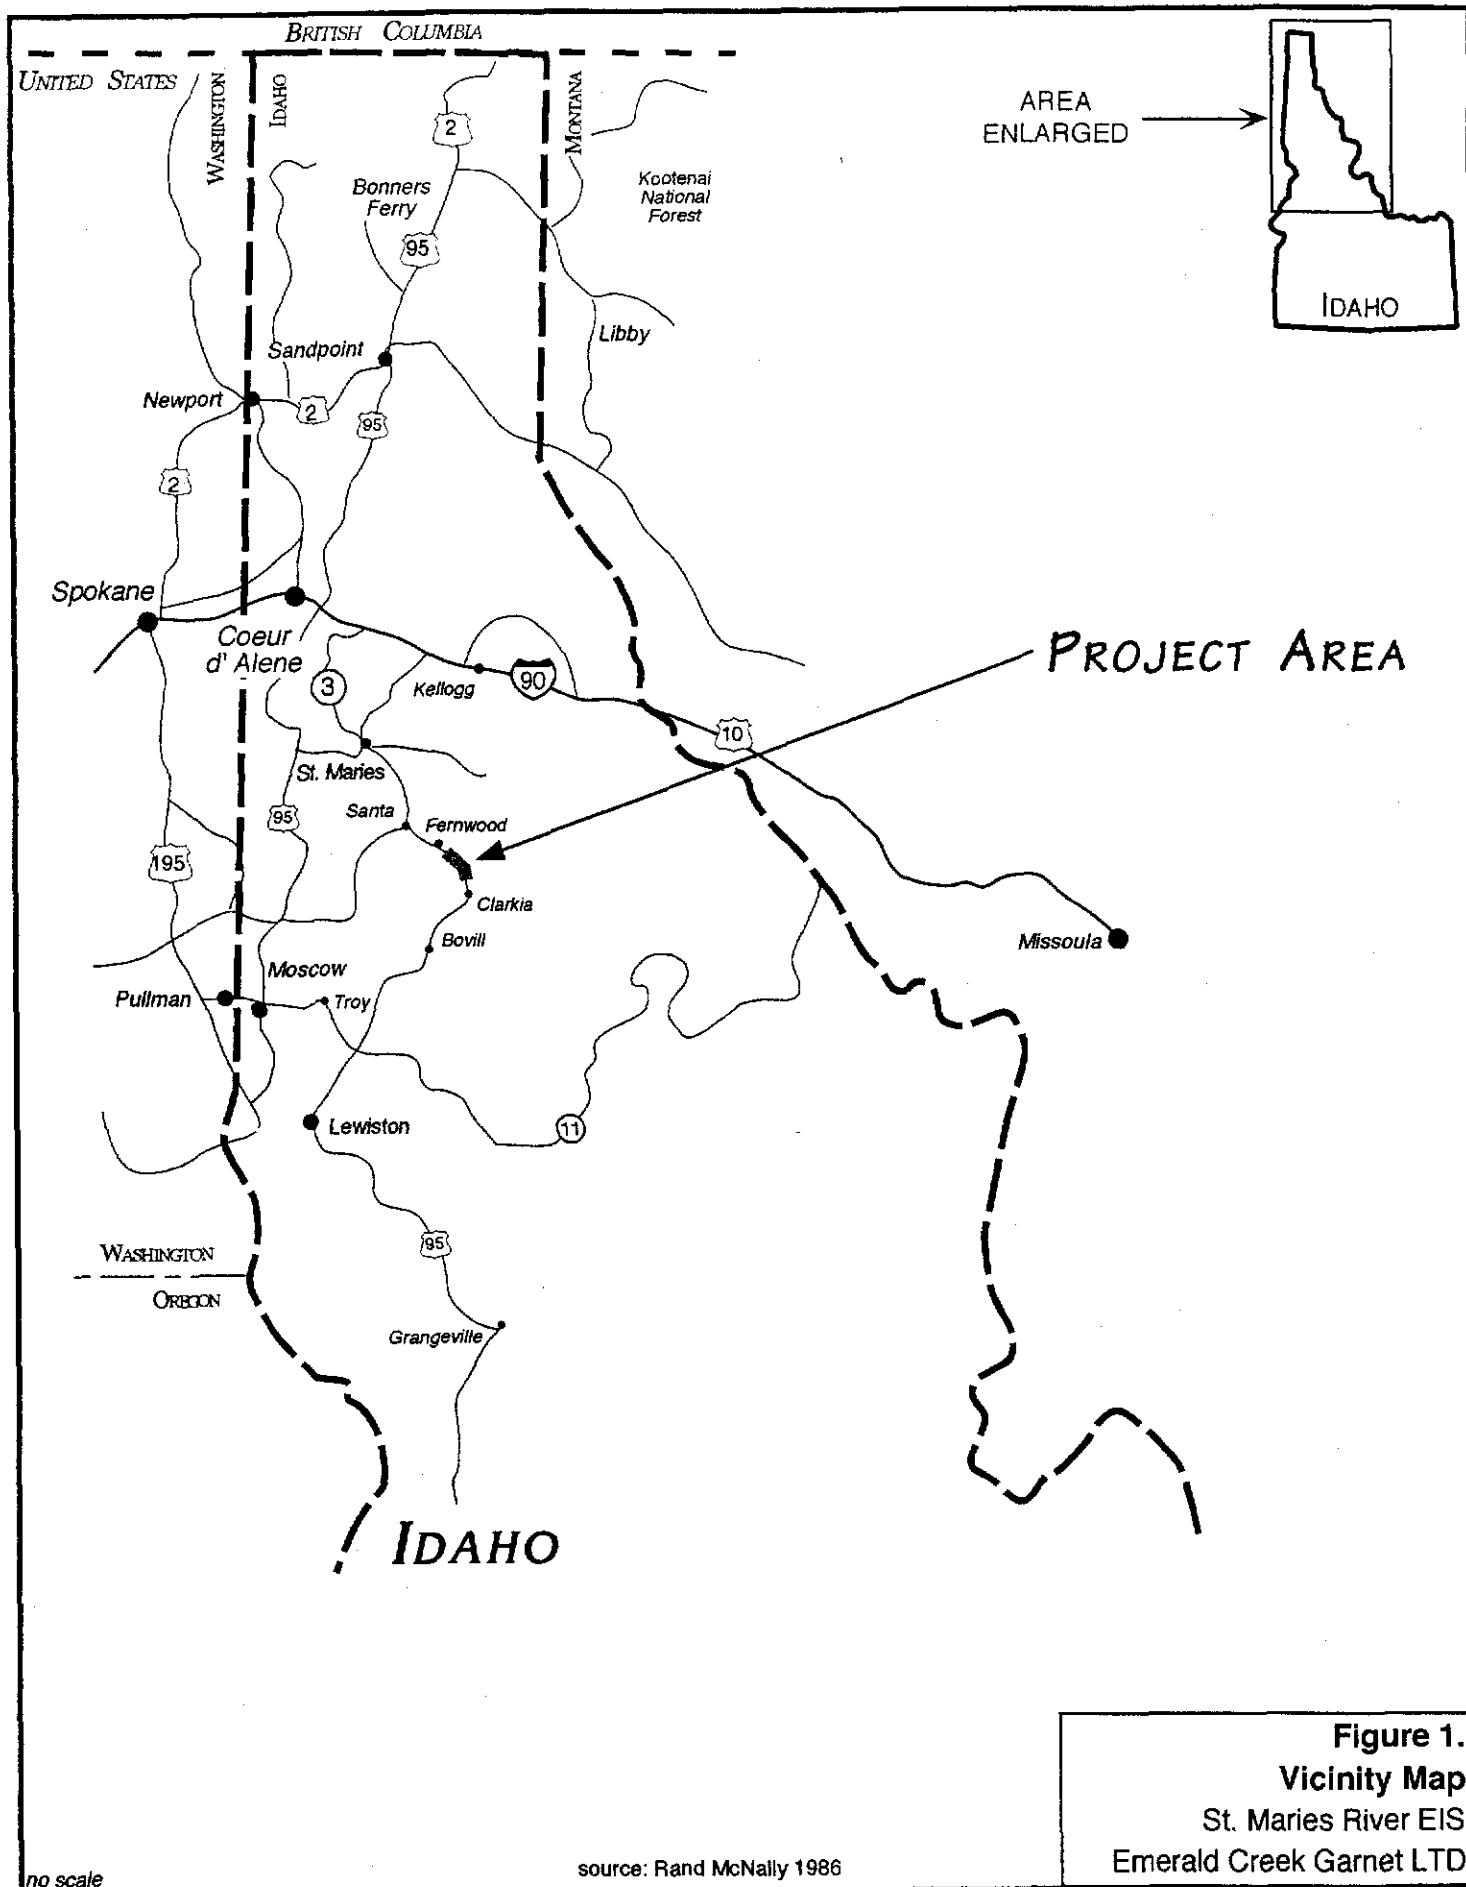 BRITISH COLUMBIA
UNITED STATES
WASHINGTON
IDAHO
MONTANA
2
AREA
ENLARGED
IDAHO
Bonners
Ferry
Kootenai
National
Forest
95
Libby
Sandpoint
Newport
2
95
2
Spokane
Coeur
d' Alene
3
Kellogg
90
PROJECT AREA
10
St. Maries
95
Santa
Fernwood
195
Clarkia
Bovill
Missoula
Moscow
Pullman
Troy
Lewiston
11
95
WASHINGTON
OREGON
Grangeville
IDAHO
Figure 1.
Vicinity Map
St. Maries River EIS
Emerald Creek Garnet LTD
source: Rand McNally 1986
no scale